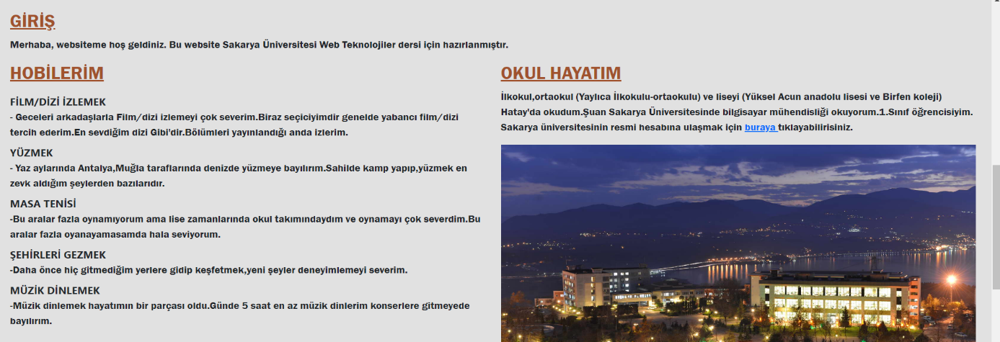 GİRİŞ
Merhaba, websiteme hoş geldiniz. Bu website Sakarya Üniversitesi Web Teknolojiler dersi için hazırlanmıştır.
HOBİLERİM
FİLM/DİZİ İZLEMEK
- Geceleri arkadaşlarla Film/dizi izlemeyi çok severim.Biraz seçiciyimdir genelde yabancı film/dizi
tercih ederim.En sevdiğim dizi Gibi'dir.Bölümleri yayınlandığı anda izlerim.
YÜZMEK
- Yaz aylarında Antalya,Muğla taraflarında denizde yüzmeye bayılırım.Sahilde kamp yapıp,yüzmek en
zevk aldığım şeylerden bazılarıdır.
MASA TENİSİ
-Bu aralar fazla oynamıyorum ama lise zamanlarında okul takımındaydım ve oynamayı çok severdim.Bu
aralar fazla oyanayamasamda hala seviyorum.
ŞEHİRLERİ GEZMEK
-Daha önce hiç gitmediğim yerlere gidip keşfetmek,yeni şeyler deneyimlemeyi severim.
MÜZİK DİNLEMEK
-Müzik dinlemek hayatımın bir parçası oldu.Günde 5 saat en az müzik dinlerim konserlere gitmeyede
bayılırım.
OKUL HAYATIM
İlkokul,ortaokul (Yaylıca İlkokulu-ortaokulu) ve liseyi (Yüksel Acun anadolu lisesi ve Birfen koleji)
Hatay'da okudum.Şuan Sakarya Üniversitesinde bilgisayar mühendisliği okuyorum.1.Sınıf öğrencisiyim.
Sakarya üniversitesinin resmi hesabına ulaşmak için buraya tıklayabilirisiniz.